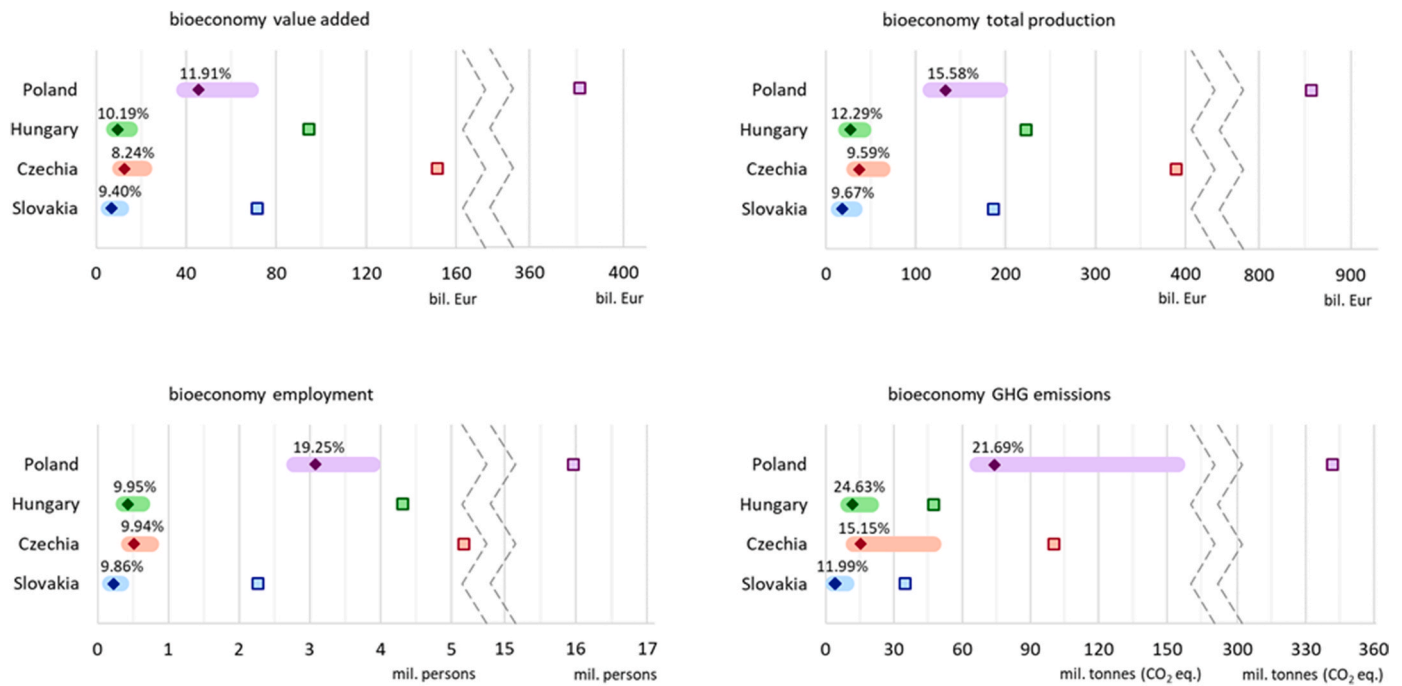 bioeconomy value added
Poland
11.91%
Hungary
10.19%
Czechia
8.24%
Slovakia
9.40%
0 40 80 120 160 360 400
bil. Eur bil. Eur
bioeconomy total production
Poland
15.58%
Hungary
12.29%
Czechia
9.59%
Slovakia
9.67%
0 100 200 300 400 800 900
bil. Eur bil. Eur
bioeconomy employment
Poland
19.25%
Hungary
9.95%
Czechia
9.94%
Slovakia
9.86%
0 1 2 3 4 5 15 16 17
mil. persons mil. persons
bioeconomy GHG emissions
Poland
21.69%
Hungary
24.63%
Czechia
15.15%
Slovakia
11.99%
0 30 60 90 120 150 300 330 360
mil. tonnes (CO₂ eq.) mil. tonnes (CO₂ eq.)